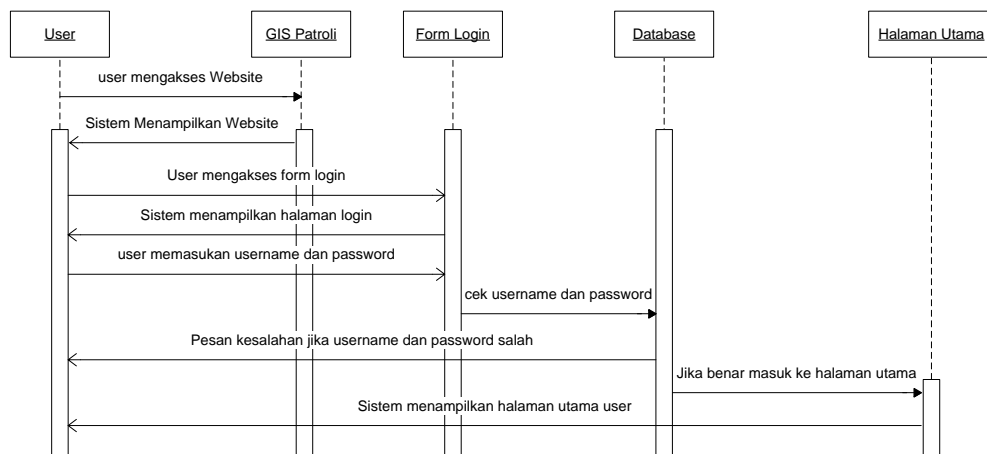 User
GIS Patroli
Form Login
Database
Halaman Utama
user mengakses Website
Sistem Menampilkan Website
User mengakses form login
Sistem menampilkan halaman login
user memasukan username dan password
cek username dan password
Pesan kesalahan jika username dan password salah
Jika benar masuk ke halaman utama
Sistem menampilkan halaman utama user